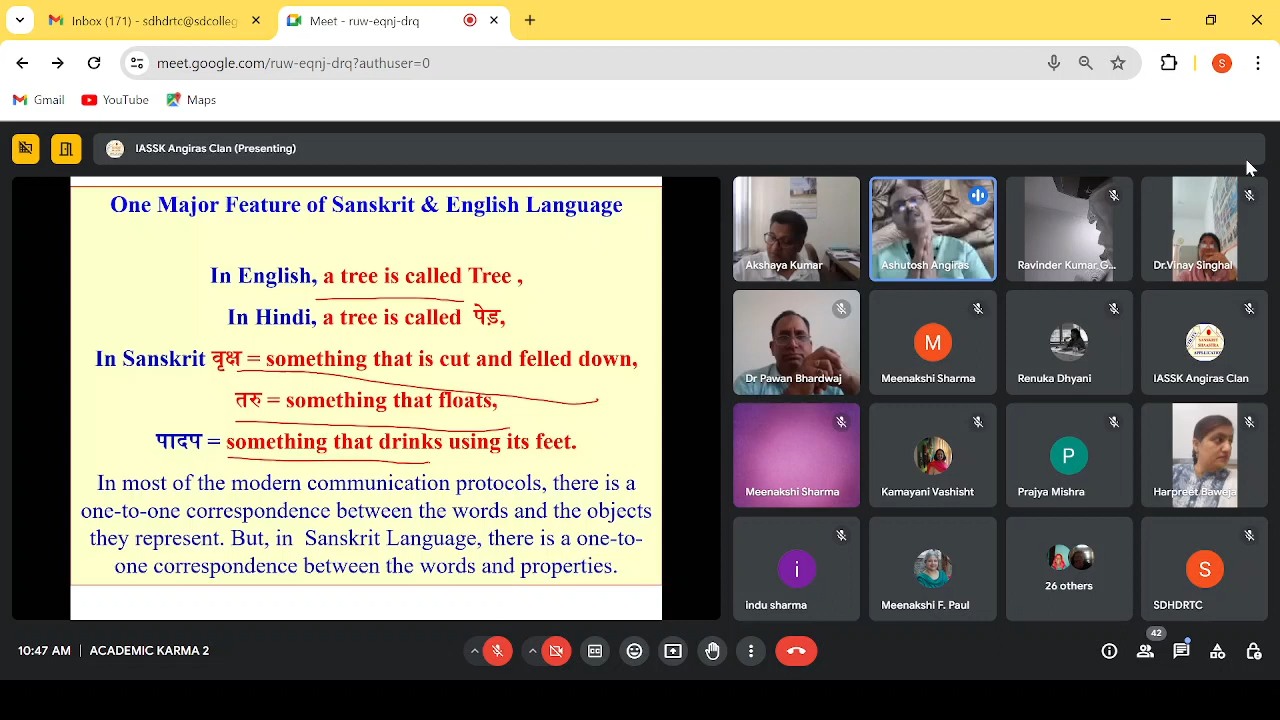 Inbox (171) - sdhdrtc@sdcolleg
Meet - ruw-eqnj-drq
meet.google.com/ruw-eqnj-drq?authuser=0
S
Gmail
YouTube
Maps
IASSK Angiras Clan (Presenting)
One Major Feature of Sanskrit & English Language
In English, a tree is called Tree ,
In Hindi, a tree is called पेड़,
In Sanskrit वृक्ष = something that is cut and felled down,
तरु = something that floats,
पादप = something that drinks using its feet.
In most of the modern communication protocols, there is a
one-to-one correspondence between the words and the objects
they represent. But, in Sanskrit Language, there is a one-to-
one correspondence between the words and properties.
Akshaya Kumar
Ashutosh Angiras
Ravinder Kumar G...
Dr.Vinay Singhal
Dr Pawan Bhardwaj
M
Meenakshi Sharma
Renuka Dhyani
IASSK Angiras Clan
Meenakshi Sharma
Kamayani Vashisht
P
Prajya Mishra
Harpreet Baweja
i
indu sharma
Meenakshi F. Paul
26 others
S
SDHDRTC
10:47 AM | ACADEMIC KARMA 2
42